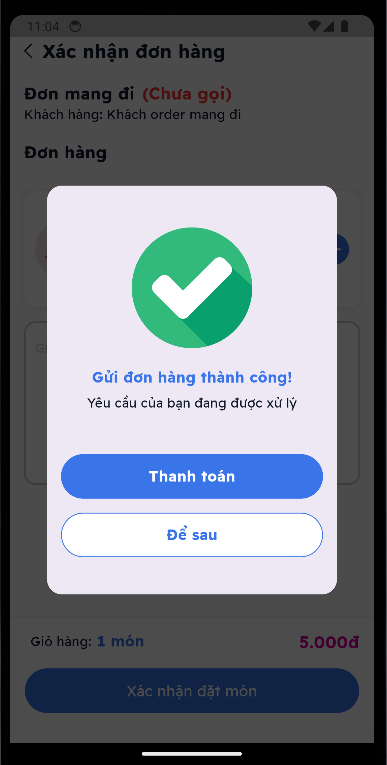 11:04
Xác nhận đơn hàng
Đơn mang đi (Chưa gọi)
Khách hàng: Khách order mang đi
Đơn hàng
Gửi đơn hàng thành công!
Yêu cầu của bạn đang được xử lý
Thanh toán
Để sau
Giỏ hàng: 1 món 5.000đ
Xác nhận đặt món